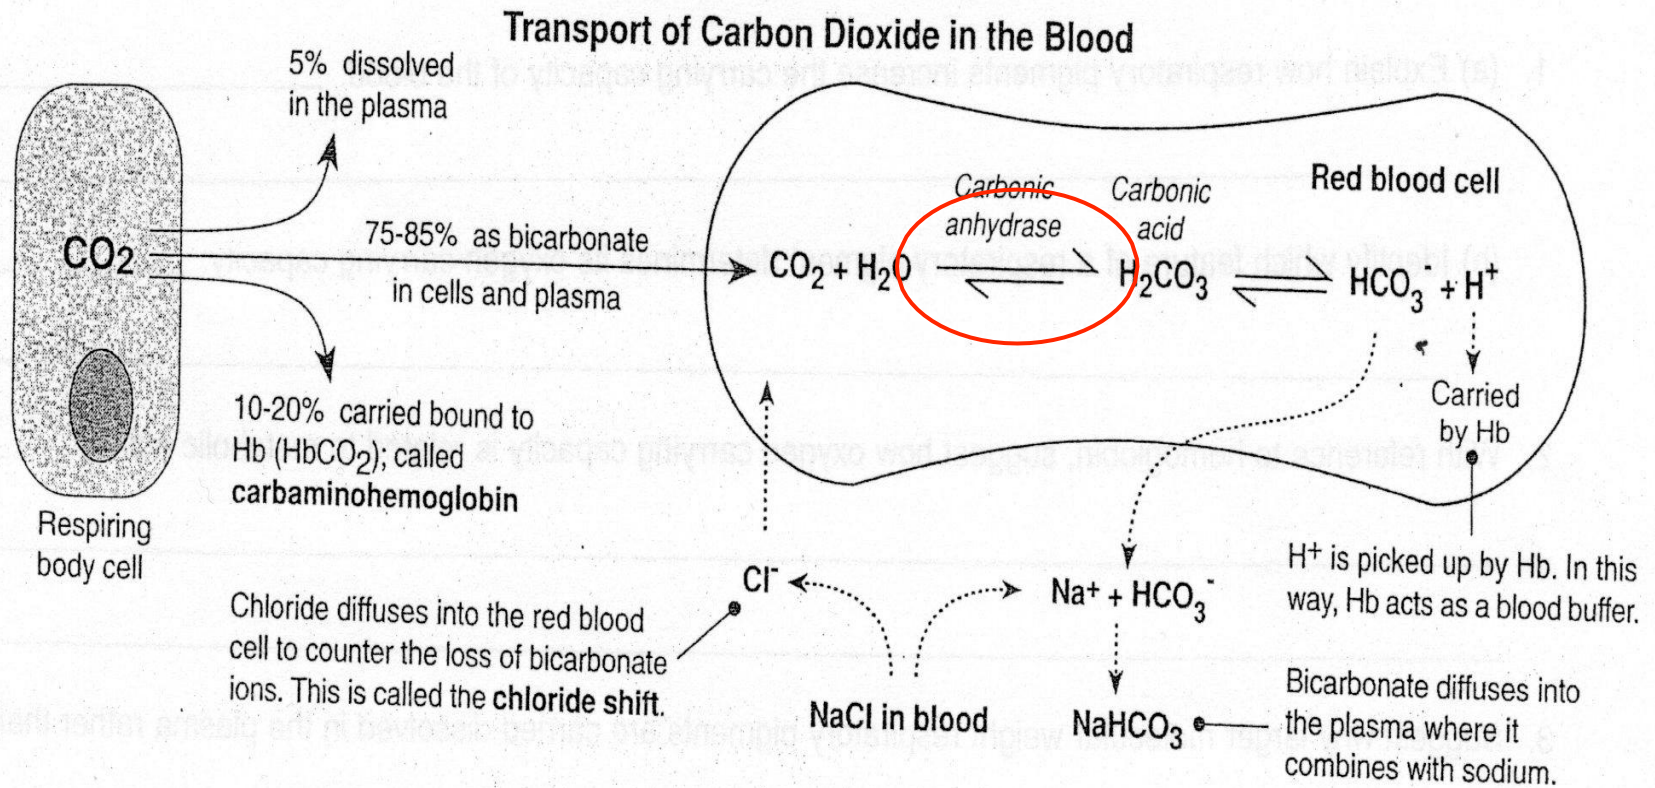 Transport of Carbon Dioxide in the Blood
5% dissolved
in the plasma
CO2
75-85% as bicarbonate
in cells and plasma
10-20% carried bound to
Hb (HbCO2); called
carbaminohemoglobin
Respiring
body cell
Red blood cell
Carbonic
anhydrase
Carbonic
acid
CO2 + H2O
H2CO3
HCO3 + H+
Carried
by Hb
H+ is picked up by Hb. In this
way, Hb acts as a blood buffer.
Cl-
Na+ + HCO3-
Chloride diffuses into the red blood
cell to counter the loss of bicarbonate
ions. This is called the chloride shift.
NaCl in blood
NaHCO3
Bicarbonate diffuses into
the plasma where it
combines with sodium.